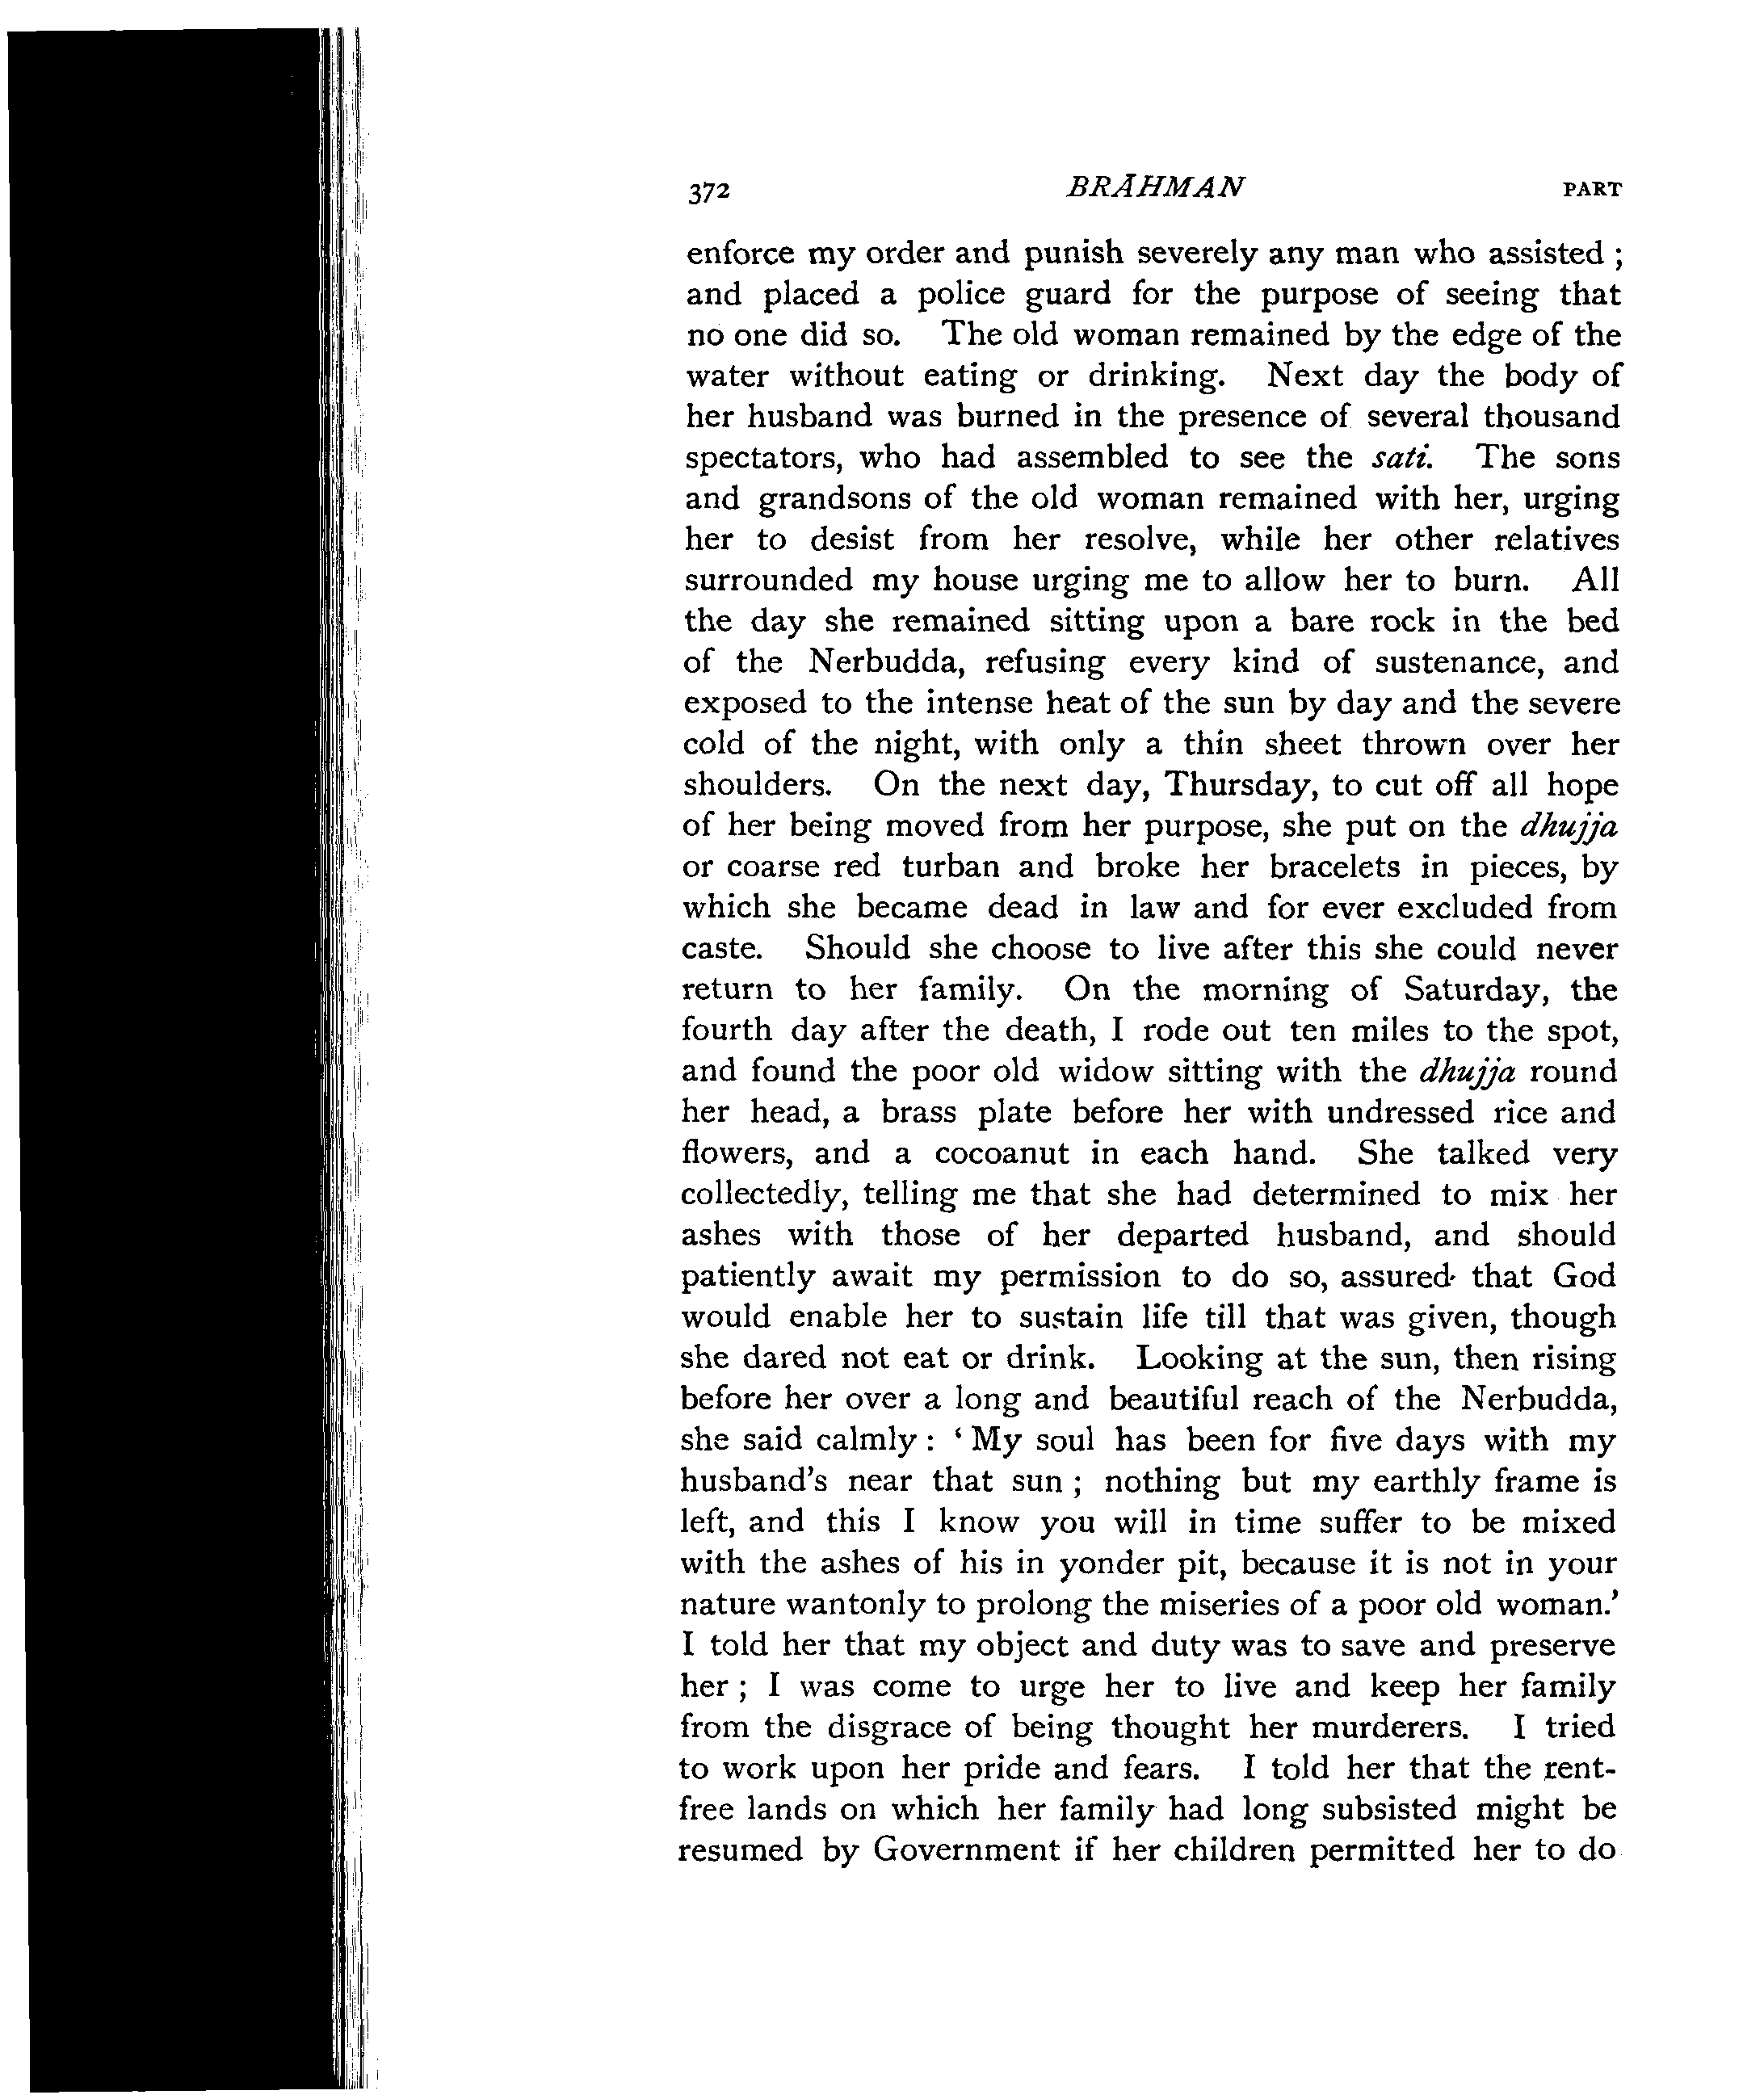 372 BRĀHMAN PART
enforce my order and punish severely any man who assisted ;
and placed a police guard for the purpose of seeing that
no one did so. The old woman remained by the edge of the
water without eating or drinking. Next day the body of
her husband was burned in the presence of several thousand
spectators, who had assembled to see the sati. The sons
and grandsons of the old woman remained with her, urging
her to desist from her resolve, while her other relatives
surrounded my house urging me to allow her to burn. All
the day she remained sitting upon a bare rock in the bed
of the Nerbudda, refusing every kind of sustenance, and
exposed to the intense heat of the sun by day and the severe
cold of the night, with only a thin sheet thrown over her
shoulders. On the next day, Thursday, to cut off all hope
of her being moved from her purpose, she put on the dhujja
or coarse red turban and broke her bracelets in pieces, by
which she became dead in law and for ever excluded from
caste. Should she choose to live after this she could never
return to her family. On the morning of Saturday, the
fourth day after the death, I rode out ten miles to the spot,
and found the poor old widow sitting with the dhujja round
her head, a brass plate before her with undressed rice and
flowers, and a cocoanut in each hand. She talked very
collectedly, telling me that she had determined to mix her
ashes with those of her departed husband, and should
patiently await my permission to do so, assured that God
would enable her to sustain life till that was given, though
she dared not eat or drink. Looking at the sun, then rising
before her over a long and beautiful reach of the Nerbudda,
she said calmly : ‘ My soul has been for five days with my
husband’s near that sun ; nothing but my earthly frame is
left, and this I know you will in time suffer to be mixed
with the ashes of his in yonder pit, because it is not in your
nature wantonly to prolong the miseries of a poor old woman.’
I told her that my object and duty was to save and preserve
her ; I was come to urge her to live and keep her family
from the disgrace of being thought her murderers. I tried
to work upon her pride and fears. I told her that the rent-
free lands on which her family had long subsisted might be
resumed by Government if her children permitted her to do